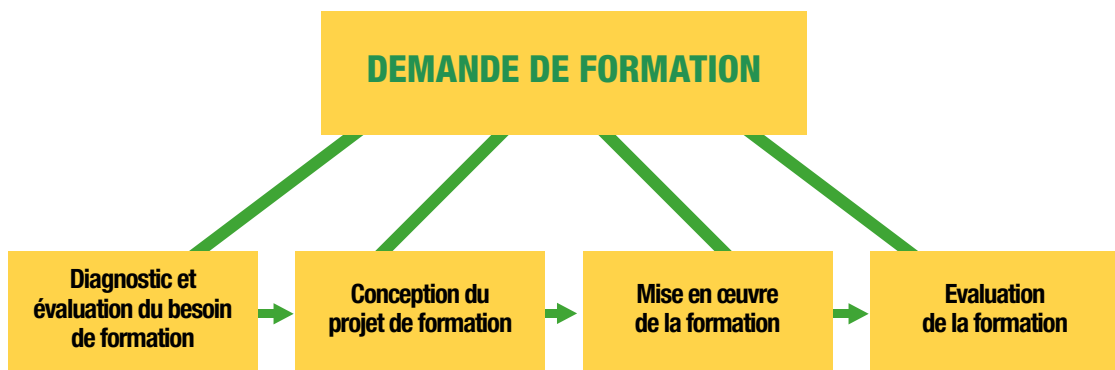 DEMANDE DE FORMATION
Diagnostic et
évaluation du besoin
de formation
Conception du
projet de formation
Mise en œuvre
de la formation
Evaluation
de la formation